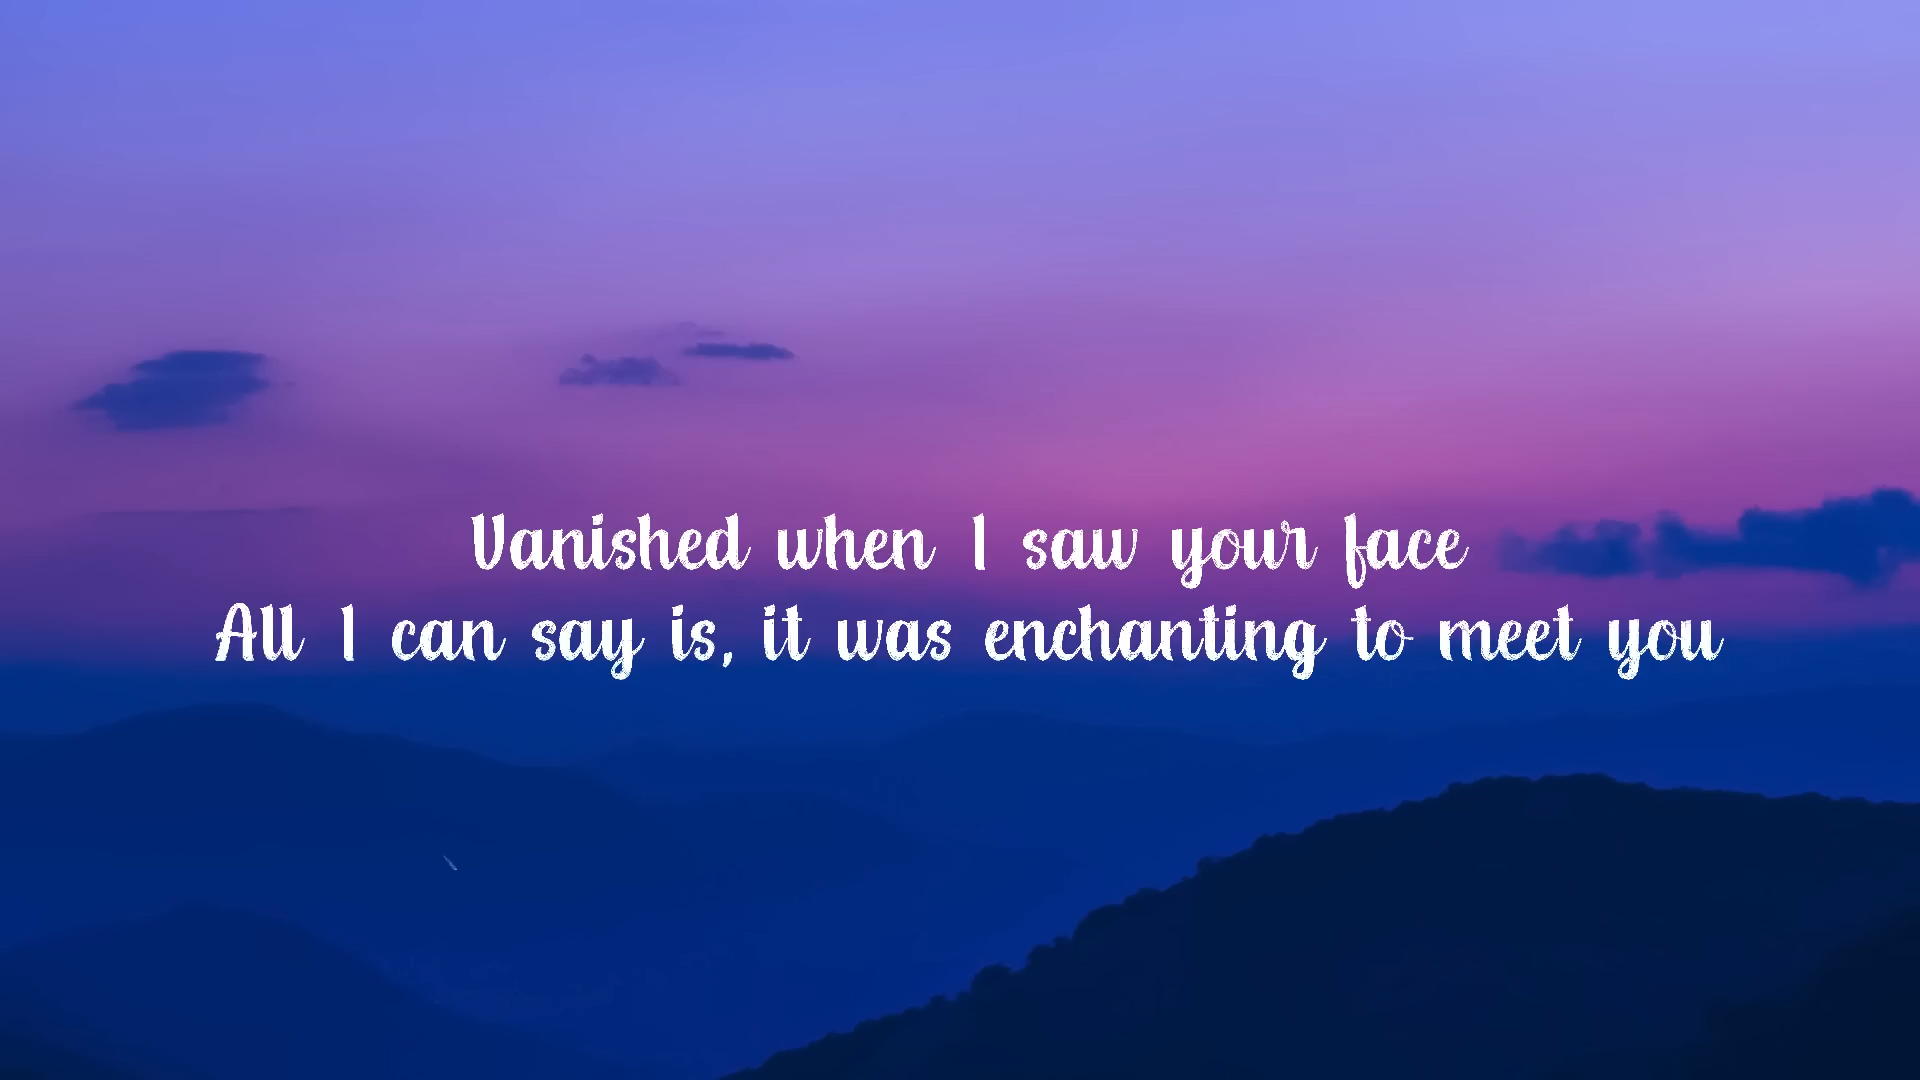 Vanished when I saw your face
All I can say is, it was enchanting to meet you